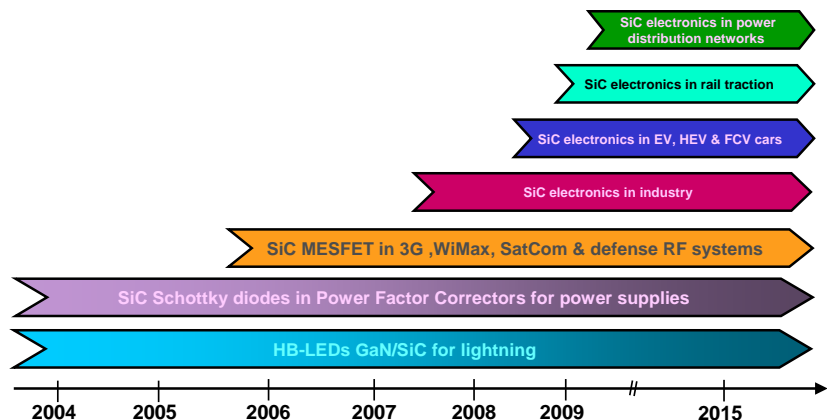 SiC electronics in power
distribution networks
SiC electronics in rail traction
SiC electronics in EV, HEV & FCV cars
SiC electronics in industry
SiC MESFET in 3G ,WiMax, SatCom & defense RF systems
SiC Schottky diodes in Power Factor Correctors for power supplies
HB-LEDs GaN/SiC for lightning
2004 2005 2006 2007 2008 2009 // 2015